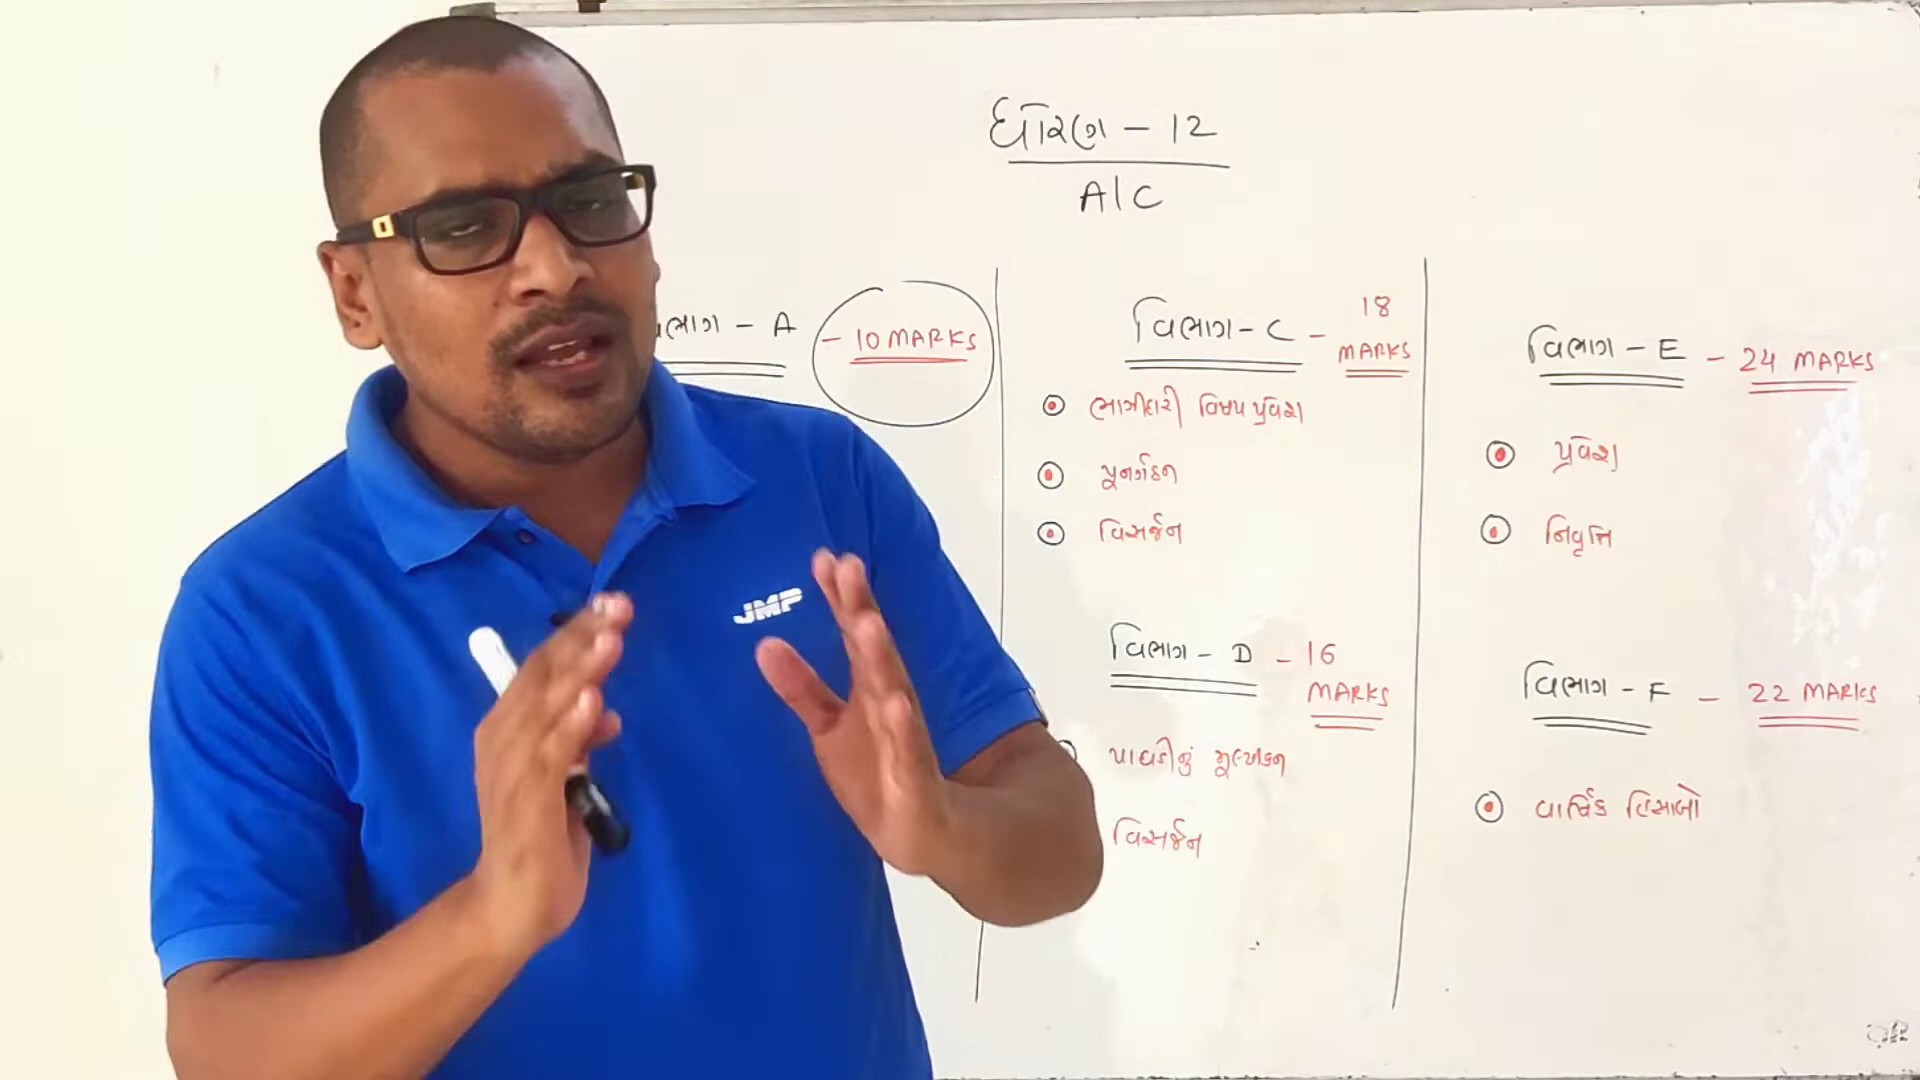 ધોરણ - 12
A/C
ભાગ - A - 10 MARKS
વિભાગ - C - 18 MARKS
ભાગીદારી વિષય પ્રવેશ
પૂનર્ગઠન
વિસર્જન
વિભાગ - D - 16 MARKS
પાઘડીનું મૂલ્યાંકન
વિસર્જન
વિભાગ - E - 24 MARKS
પ્રવેશ
નિવૃત્તિ
વિભાગ - F - 22 MARKS
વાર્ષિક હિસાબો
JMP